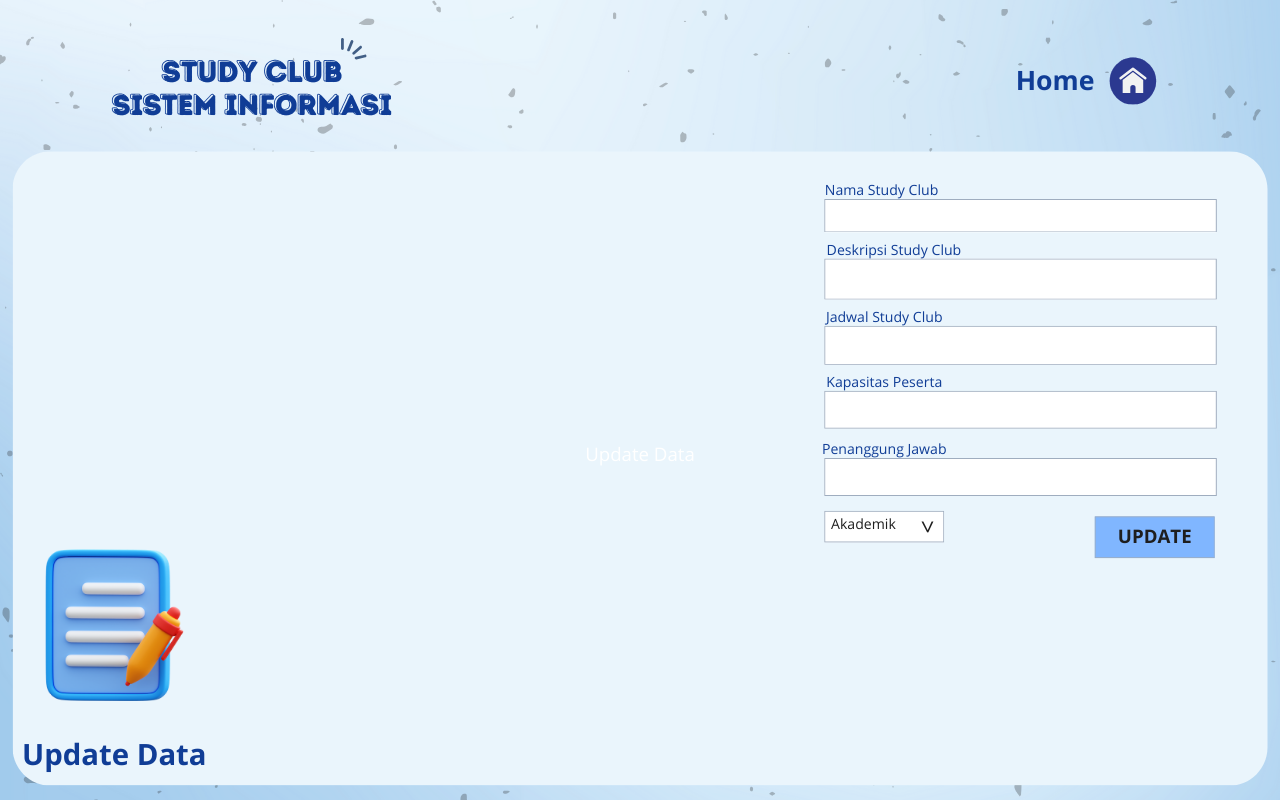 STUDY CLUB
SISTEM INFORMASI
Home
Nama Study Club
Deskripsi Study Club
Jadwal Study Club
Kapasitas Peserta
Penanggung Jawab
Update Data
Akademik V
UPDATE
Update Data